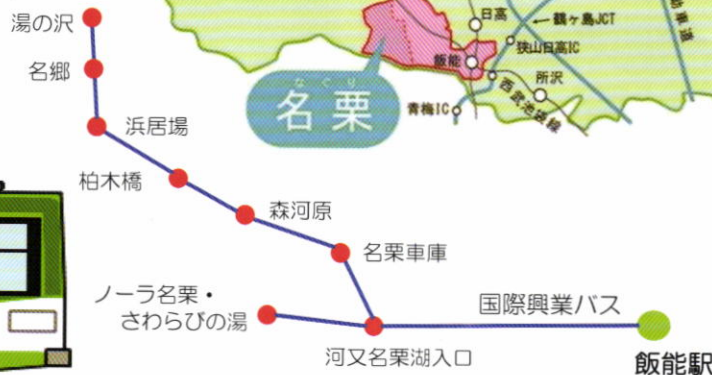 湯の沢
名郷
浜居場
柏木橋
森河原
名栗車庫
ノーラ名栗・
さわらびの湯
河又名栗湖入口
国際興業バス
飯能駅
なぐり
名栗
日高
鶴ヶ島JCT
狭山日高IC
飯能
所沢
青梅IC
西武池袋線
動車道